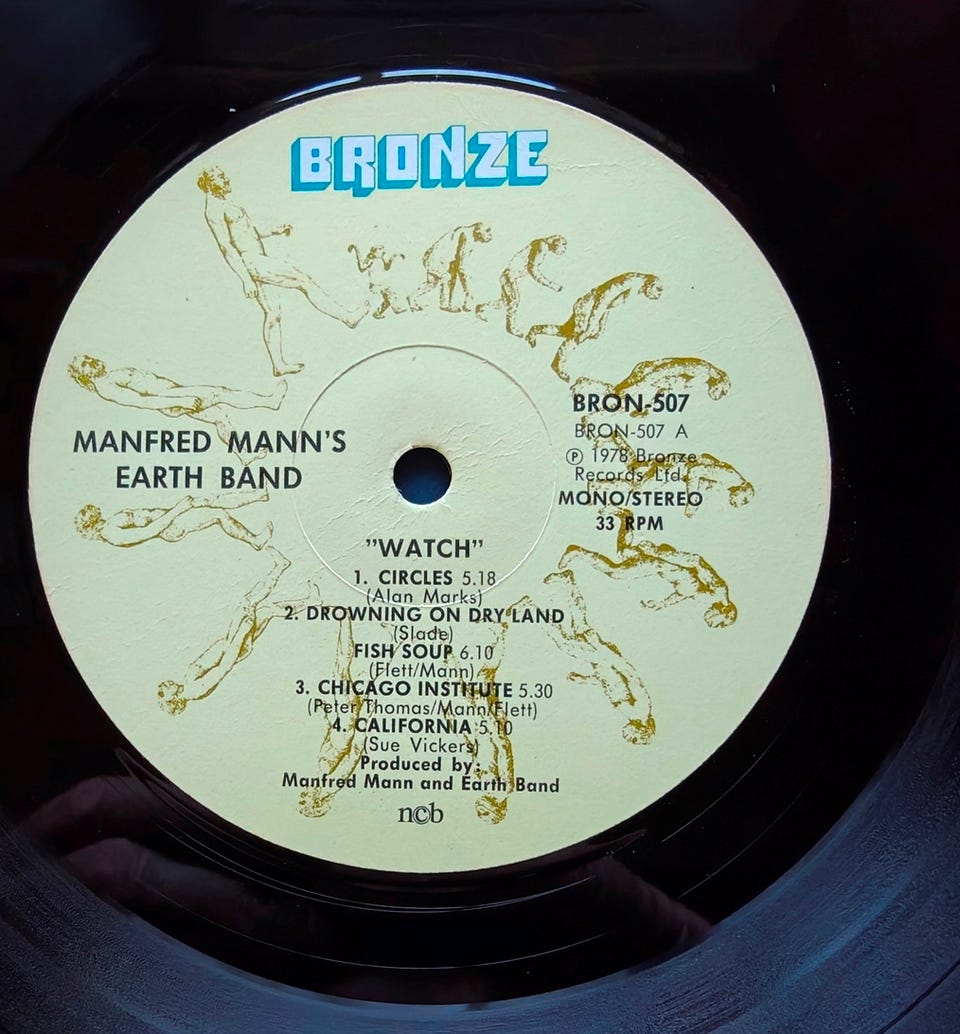 BRONZE
MANFRED MANN'S
EARTH BAND
BRON-507
BRON-507 A
Ⓟ 1978 Bronze
Records Ltd.
MONO/STEREO
33 RPM
"WATCH"
1. CIRCLES 5.18
(Alan Marks)
2. DROWNING ON DRY LAND
(Slade)
FISH SOUP 6.10
(Flett/Mann)
3. CHICAGO INSTITUTE 5.30
(Peter Thomas/Mann/Flett)
4. CALIFORNIA 5.10
(Sue Vickers)
Produced by:
Manfred Mann and Earth Band
n©b